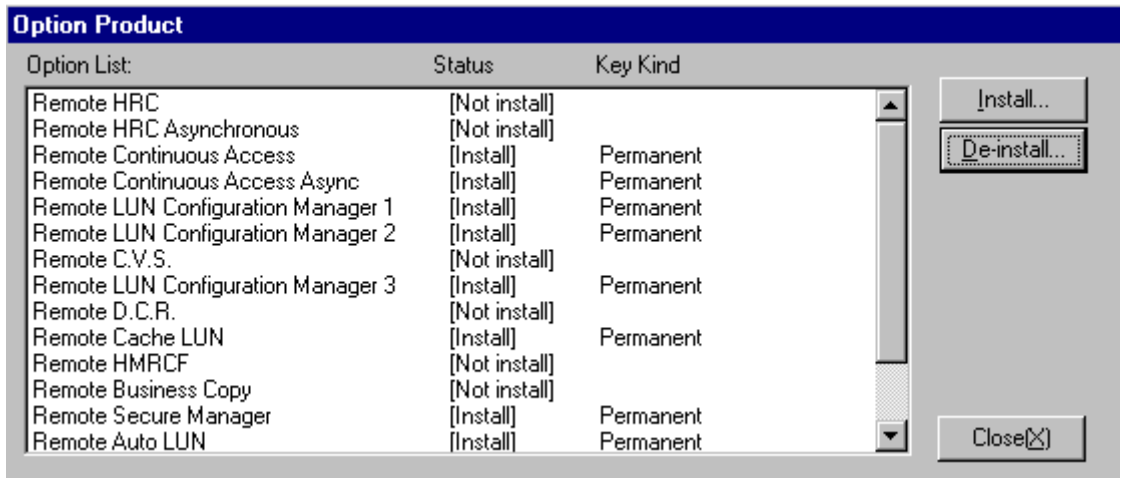 Option Product
Option List: Status Key Kind
Remote HRC [Not install]
Remote HRC Asynchronous [Not install]
Remote Continuous Access [Install] Permanent
Remote Continuous Access Async [Install] Permanent
Remote LUN Configuration Manager 1 [Install] Permanent
Remote LUN Configuration Manager 2 [Install] Permanent
Remote C.V.S. [Not install]
Remote LUN Configuration Manager 3 [Install] Permanent
Remote D.C.R. [Not install]
Remote Cache LUN [Install] Permanent
Remote HMRCF [Not install]
Remote Business Copy [Not install]
Remote Secure Manager [Install] Permanent
Remote Auto LUN [Install] Permanent
Install...
De-install...
Close(X)